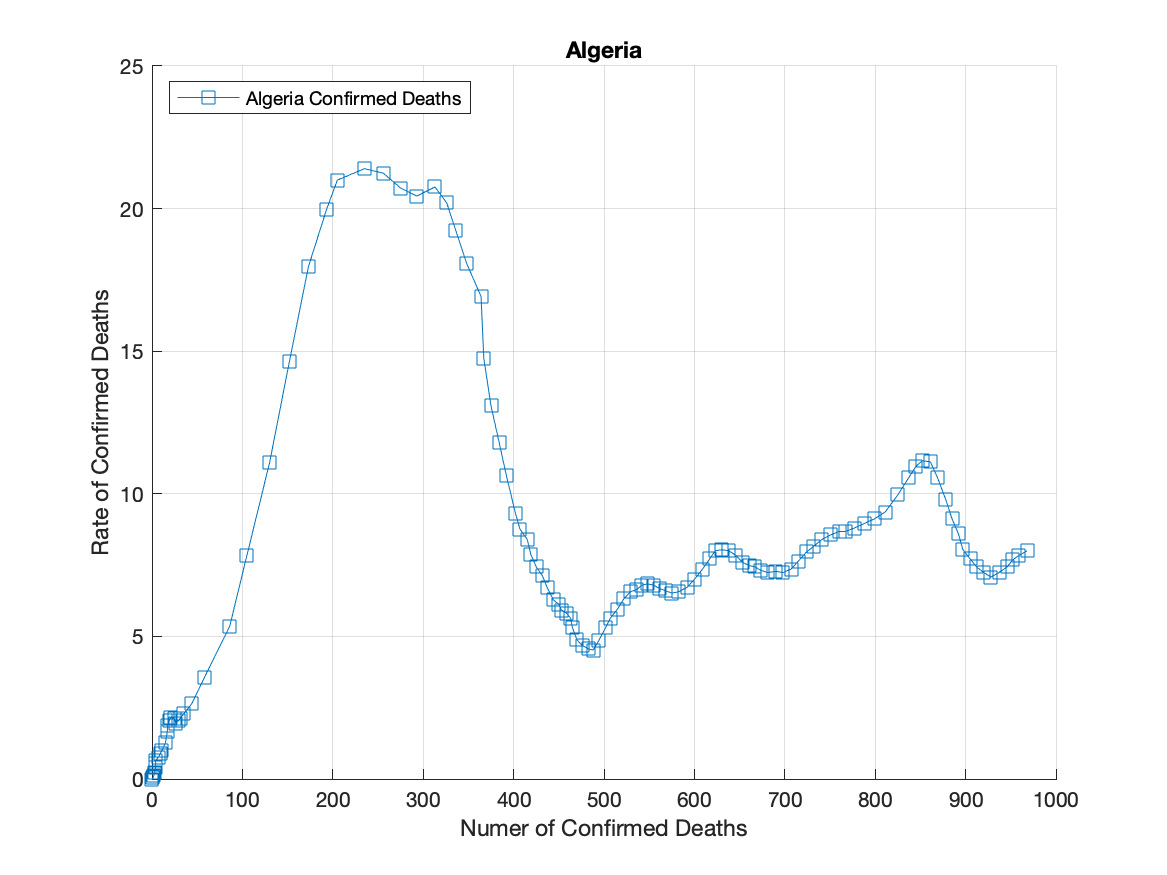 Algeria
Algeria Confirmed Deaths
25
20
15
10
5
0
Rate of Confirmed Deaths
0 100 200 300 400 500 600 700 800 900 1000
Numer of Confirmed Deaths